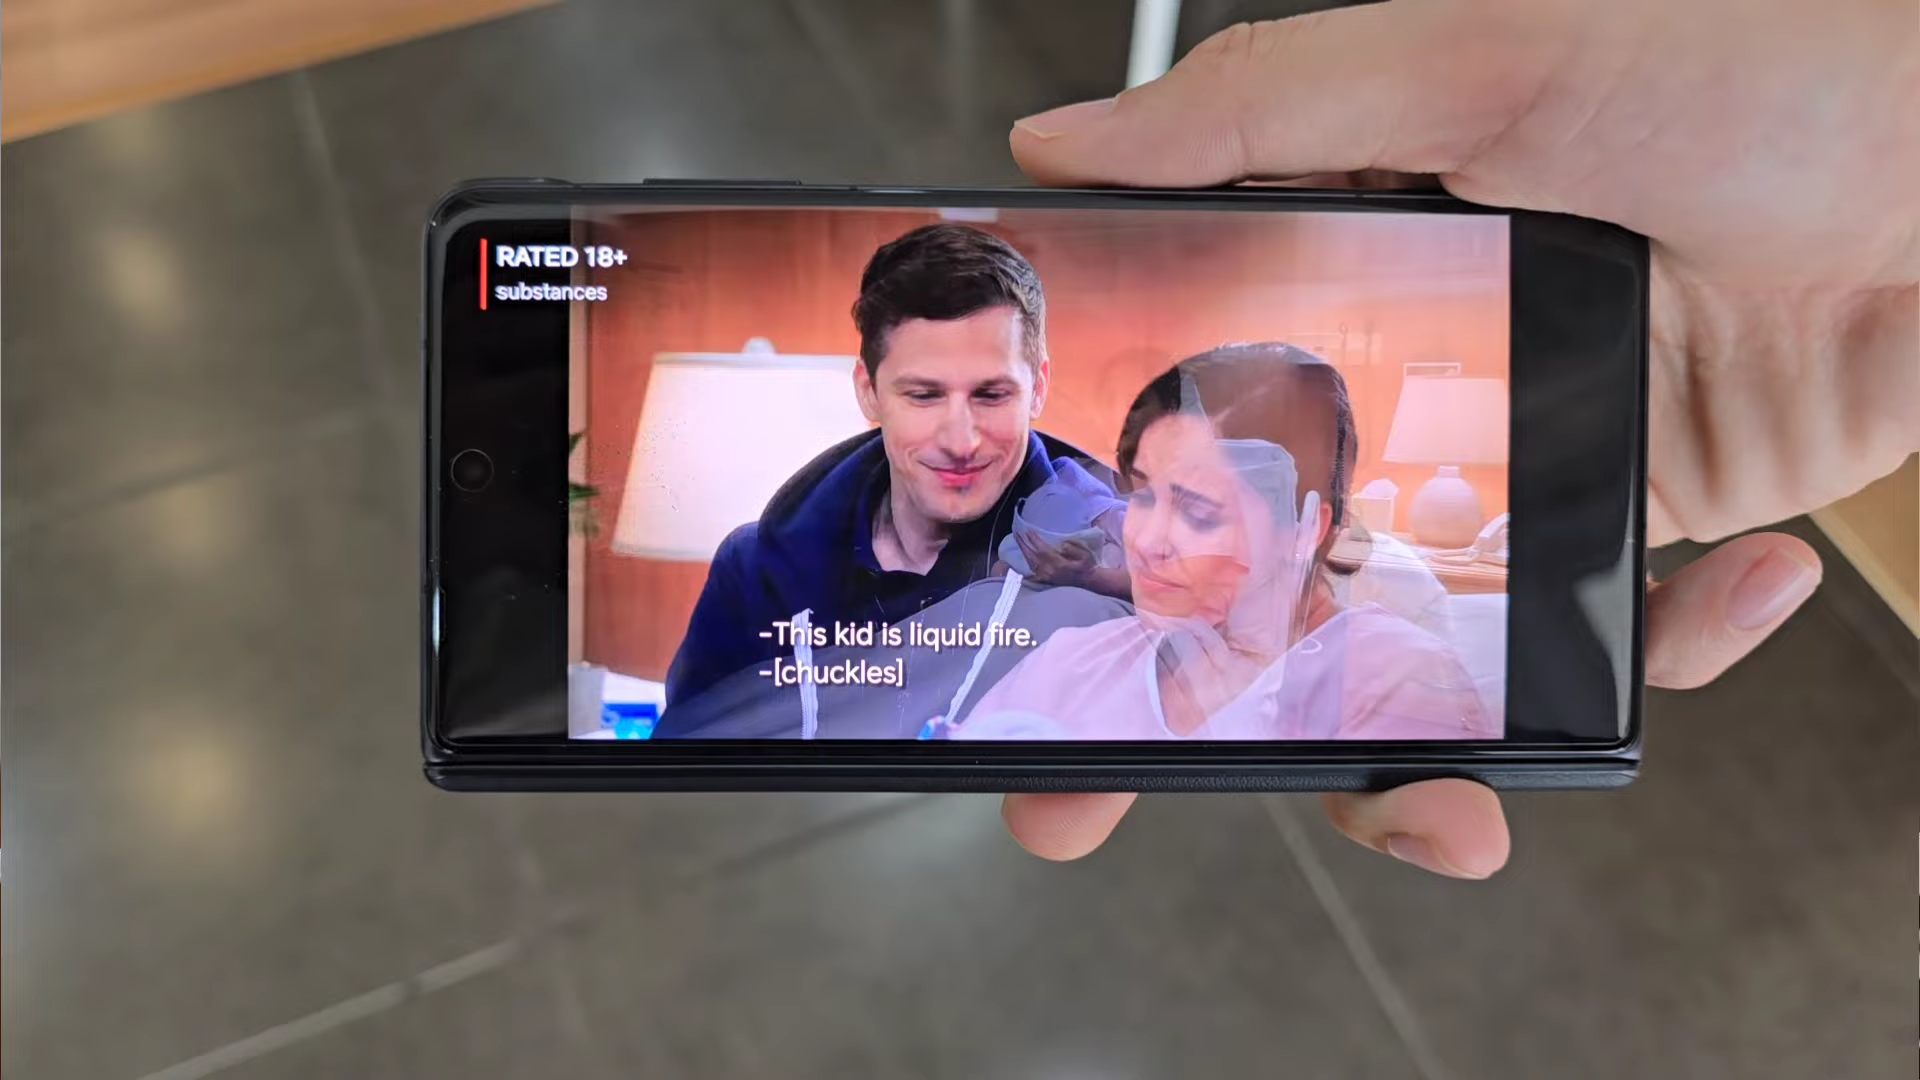 RATED 18+
substances
-This kid is liquid fire.
-[chuckles]